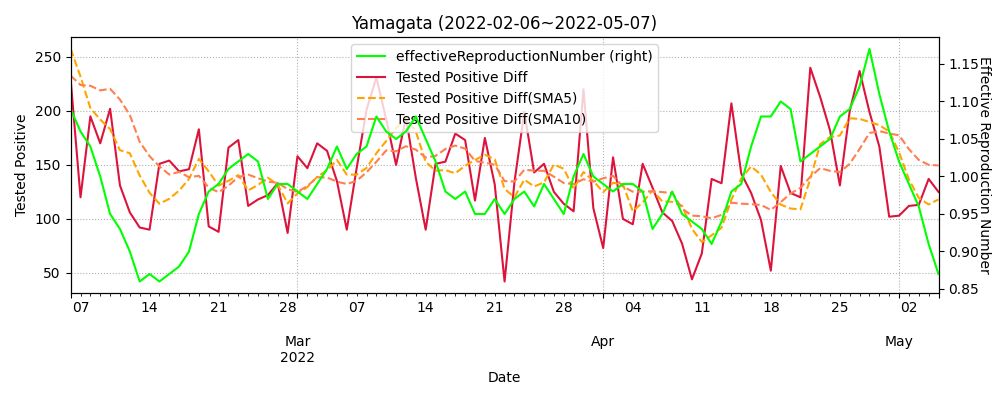 Yamagata (2022-02-06~2022-05-07)
effectiveReproductionNumber (right)
Tested Positive Diff
Tested Positive Diff(SMA5)
Tested Positive Diff(SMA10)
Tested Positive
250
200
150
100
50
1.15
1.10
1.05
1.00
0.95
0.90
0.85
Effective Reproduction Number
07 14 21 28 07 14 21 28 04 11 18 25 02
Mar Apr May
2022
Date